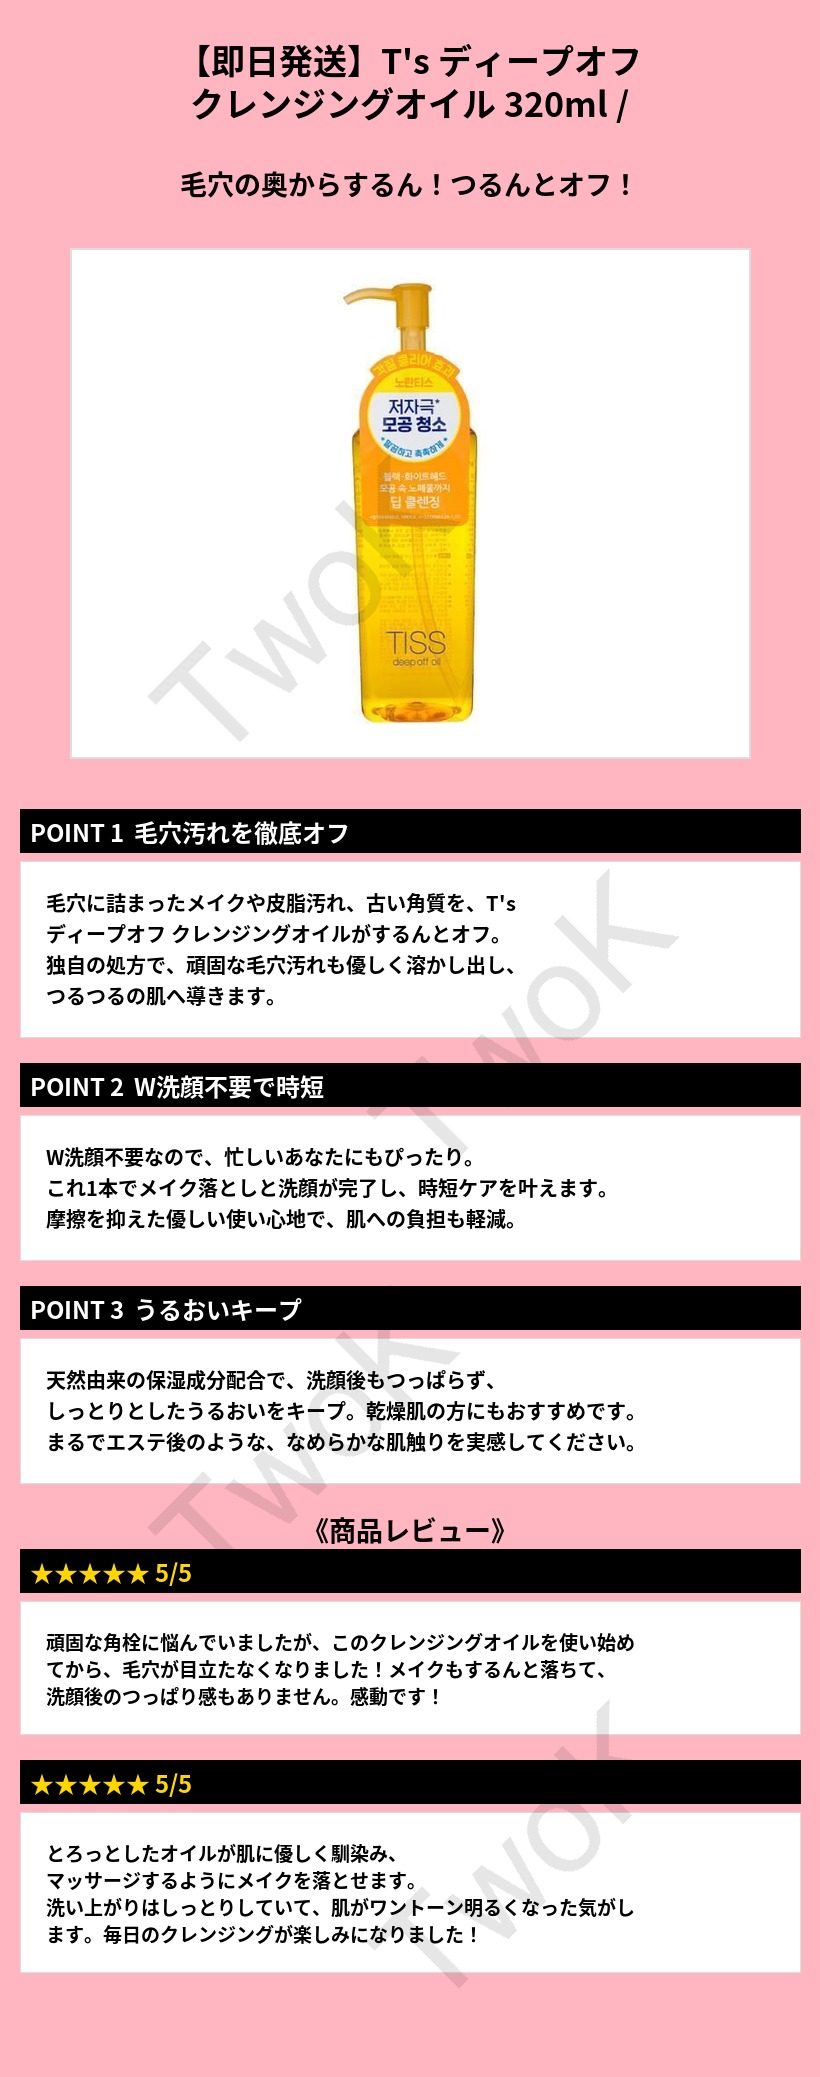 【即日発送】T's ディープオフ
クレンジングオイル 320ml /
毛穴の奥からするん！つるんとオフ！
각질 클리어 효과
노란티스
저자극*
모공 청소
말끔하고 촉촉하게
블랙·화이트헤드
모공 속 노폐물까지
딥 클렌징
TISS
deep off oil
TwoK
POINT 1 毛穴汚れを徹底オフ
毛穴に詰まったメイクや皮脂汚れ、古い角質を、T's
ディープオフ クレンジングオイルがするんとオフ。
独自の処方で、頑固な毛穴汚れも優しく溶かし出し、
つるつるの肌へ導きます。
TwoK
POINT 2 W洗顔不要で時短
W洗顔不要なので、忙しいあなたにもぴったり。
これ1本でメイク落としと洗顔が完了し、時短ケアを叶えます。
摩擦を抑えた優しい使い心地で、肌への負担も軽減。
POINT 3 うるおいキープ
天然由来の保湿成分配合で、洗顔後もつっぱらず、
しっとりとしたうるおいをキープ。乾燥肌の方にもおすすめです。
まるでエステ後のような、なめらかな肌触りを実感してください。
TwoK
《商品レビュー》
★★★★★ 5/5
頑固な角栓に悩んでいましたが、このクレンジングオイルを使い始め
てから、毛穴が目立たなくなりました！メイクもするんと落ちて、
洗顔後のつっぱり感もありません。感動です！
★★★★★ 5/5
とろっとしたオイルが肌に優しく馴染み、
マッサージするようにメイクを落とせます。
洗い上がりはしっとりしていて、肌がワントーン明るくなった気がし
ます。毎日のクレンジングが楽しみになりました！
TwoK